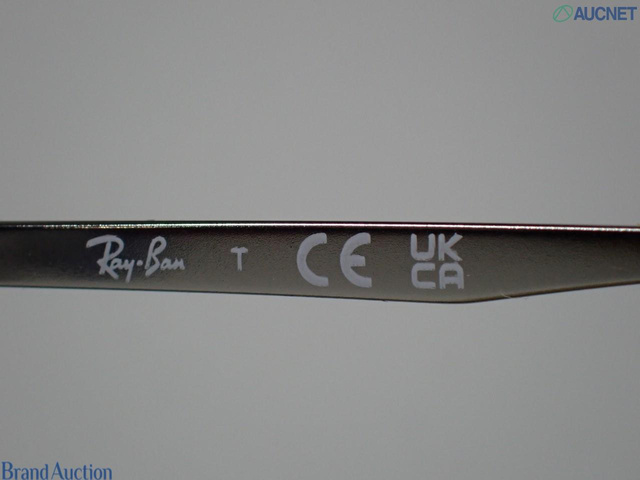 AUCNET
Ray-Ban T CE UK
CA
Brand Auction